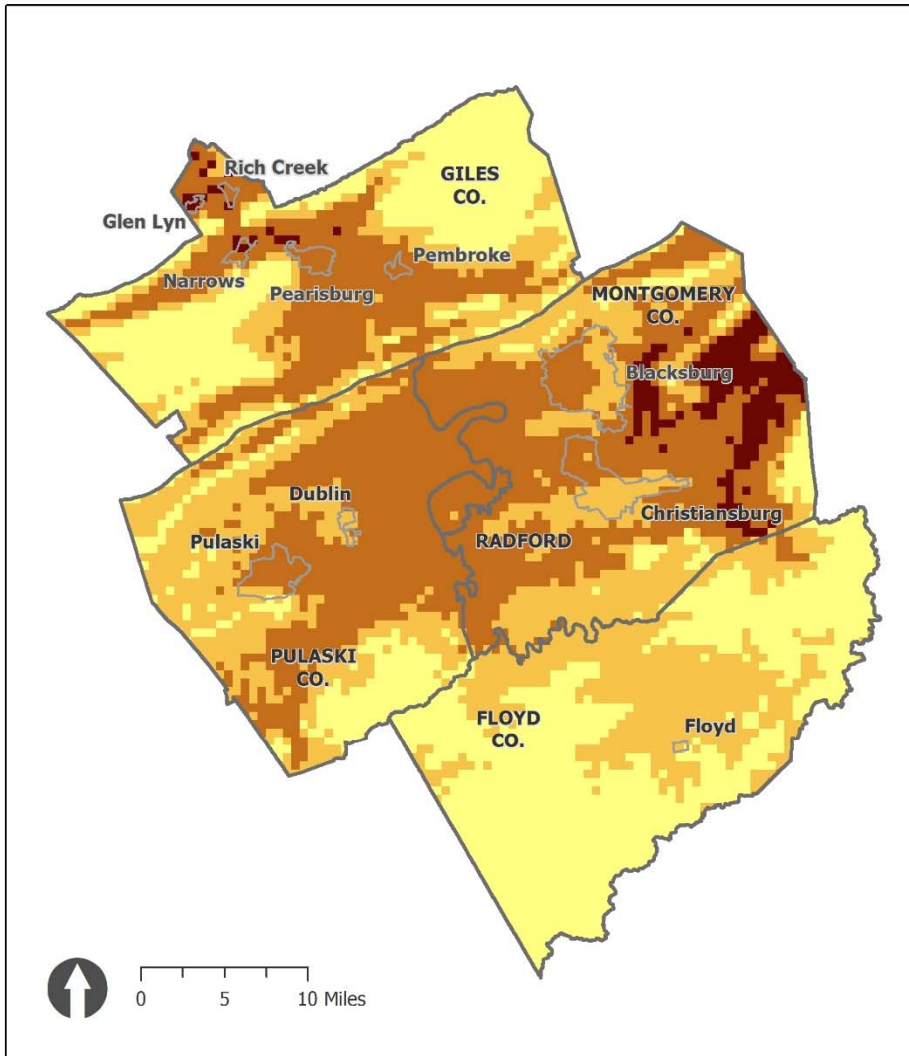 Rich Creek
GILES
CO.
Glen Lyn
Narrows
Pearisburg
Pembroke
MONTGOMERY
CO.
Blacksburg
Dublin
Pulaski
Christiansburg
RADFORD
PULASKI
CO.
FLOYD
CO.
Floyd
0 5 10 Miles